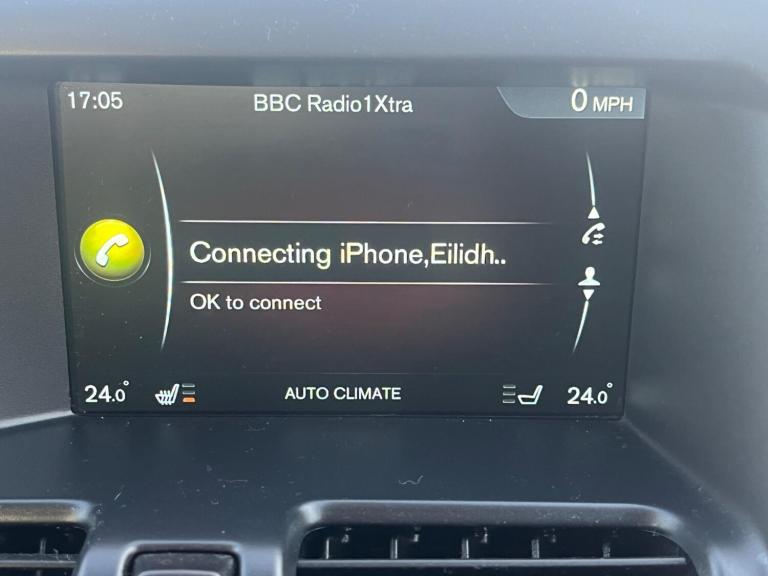 17:05 BBC Radio1Xtra 0 MPH
Connecting iPhone,Eilidh..
OK to connect
24.0° AUTO CLIMATE 24.0°